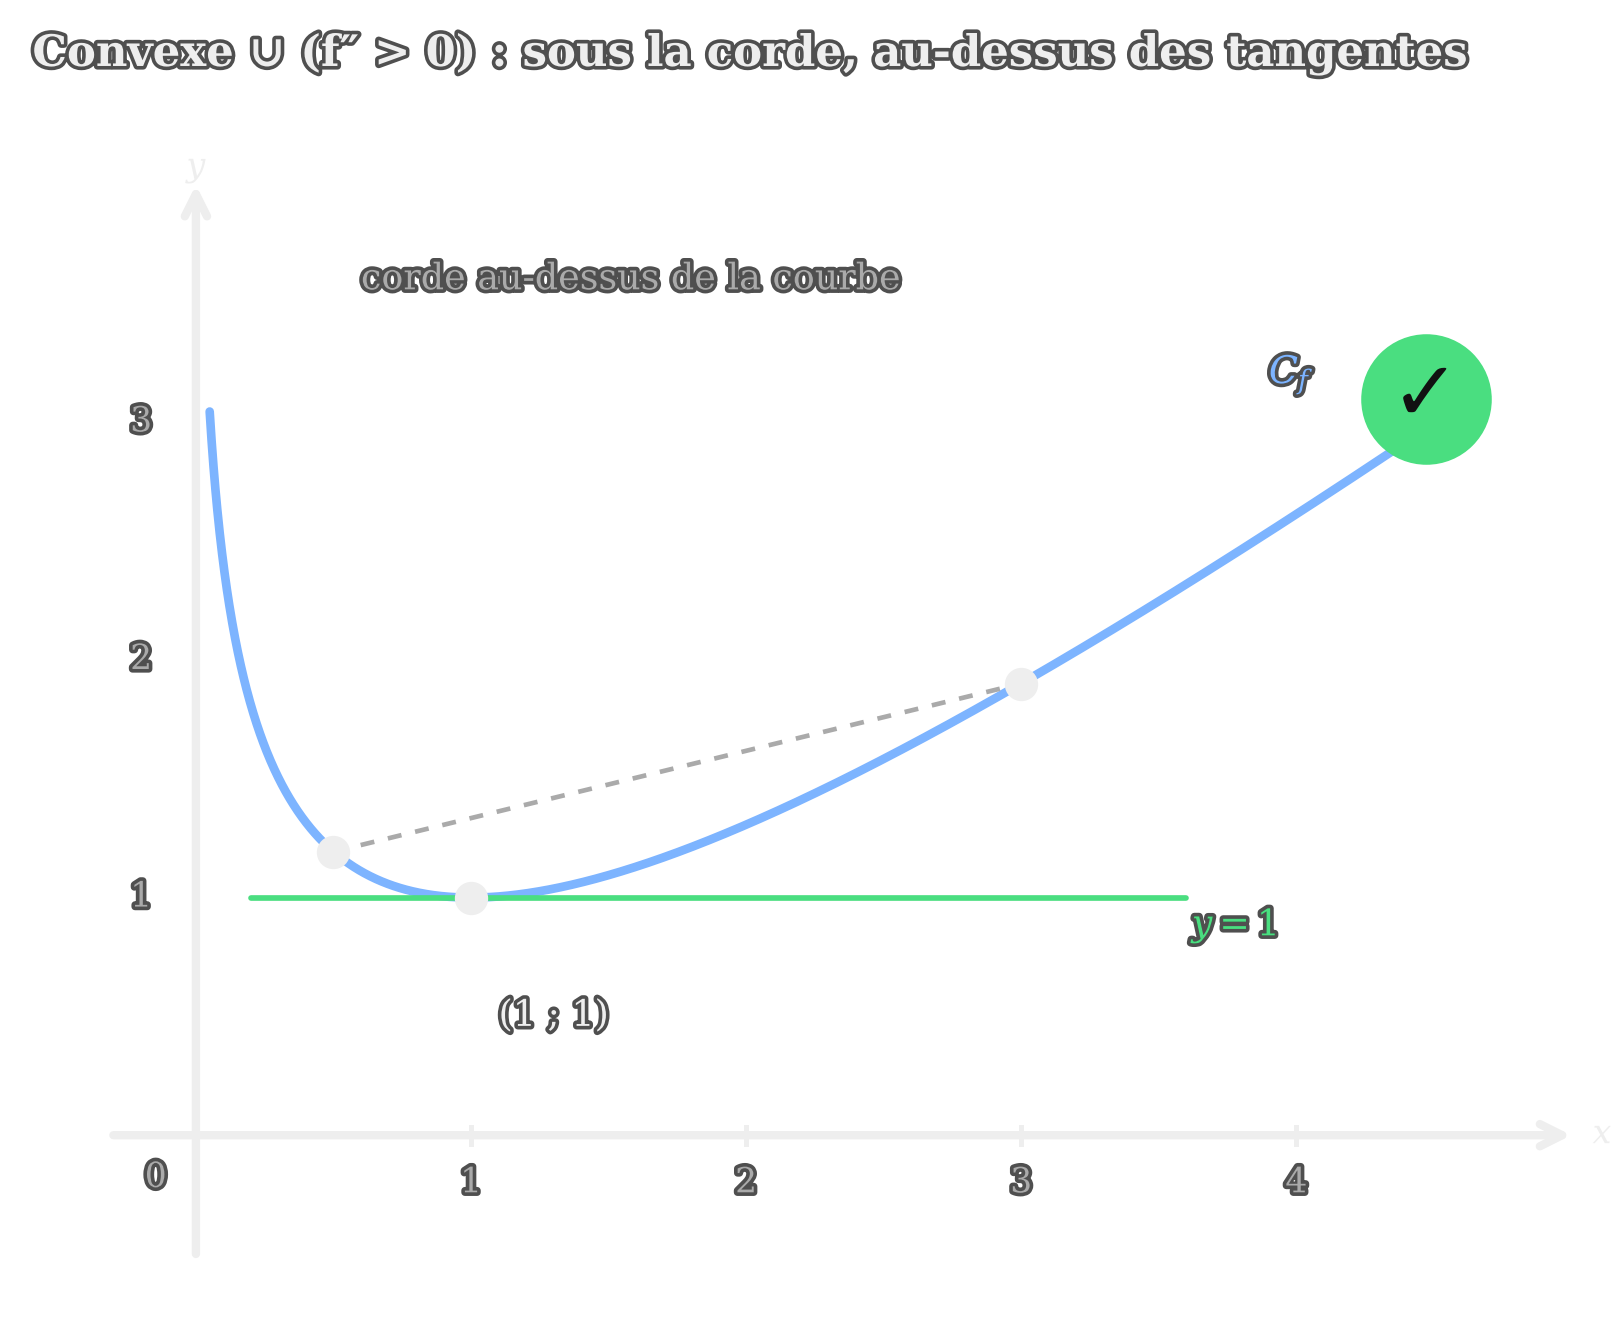 Convexe ∪ (f″ > 0) : sous la corde, au-dessus des tangentes
y
corde au-dessus de la courbe
C_f
✓
3
2
1
y = 1
(1 ; 1)
x
0
1
2
3
4